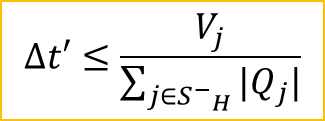 Δt′ ≤ V_j / ∑_{j∈S⁻_H} |Q_j|